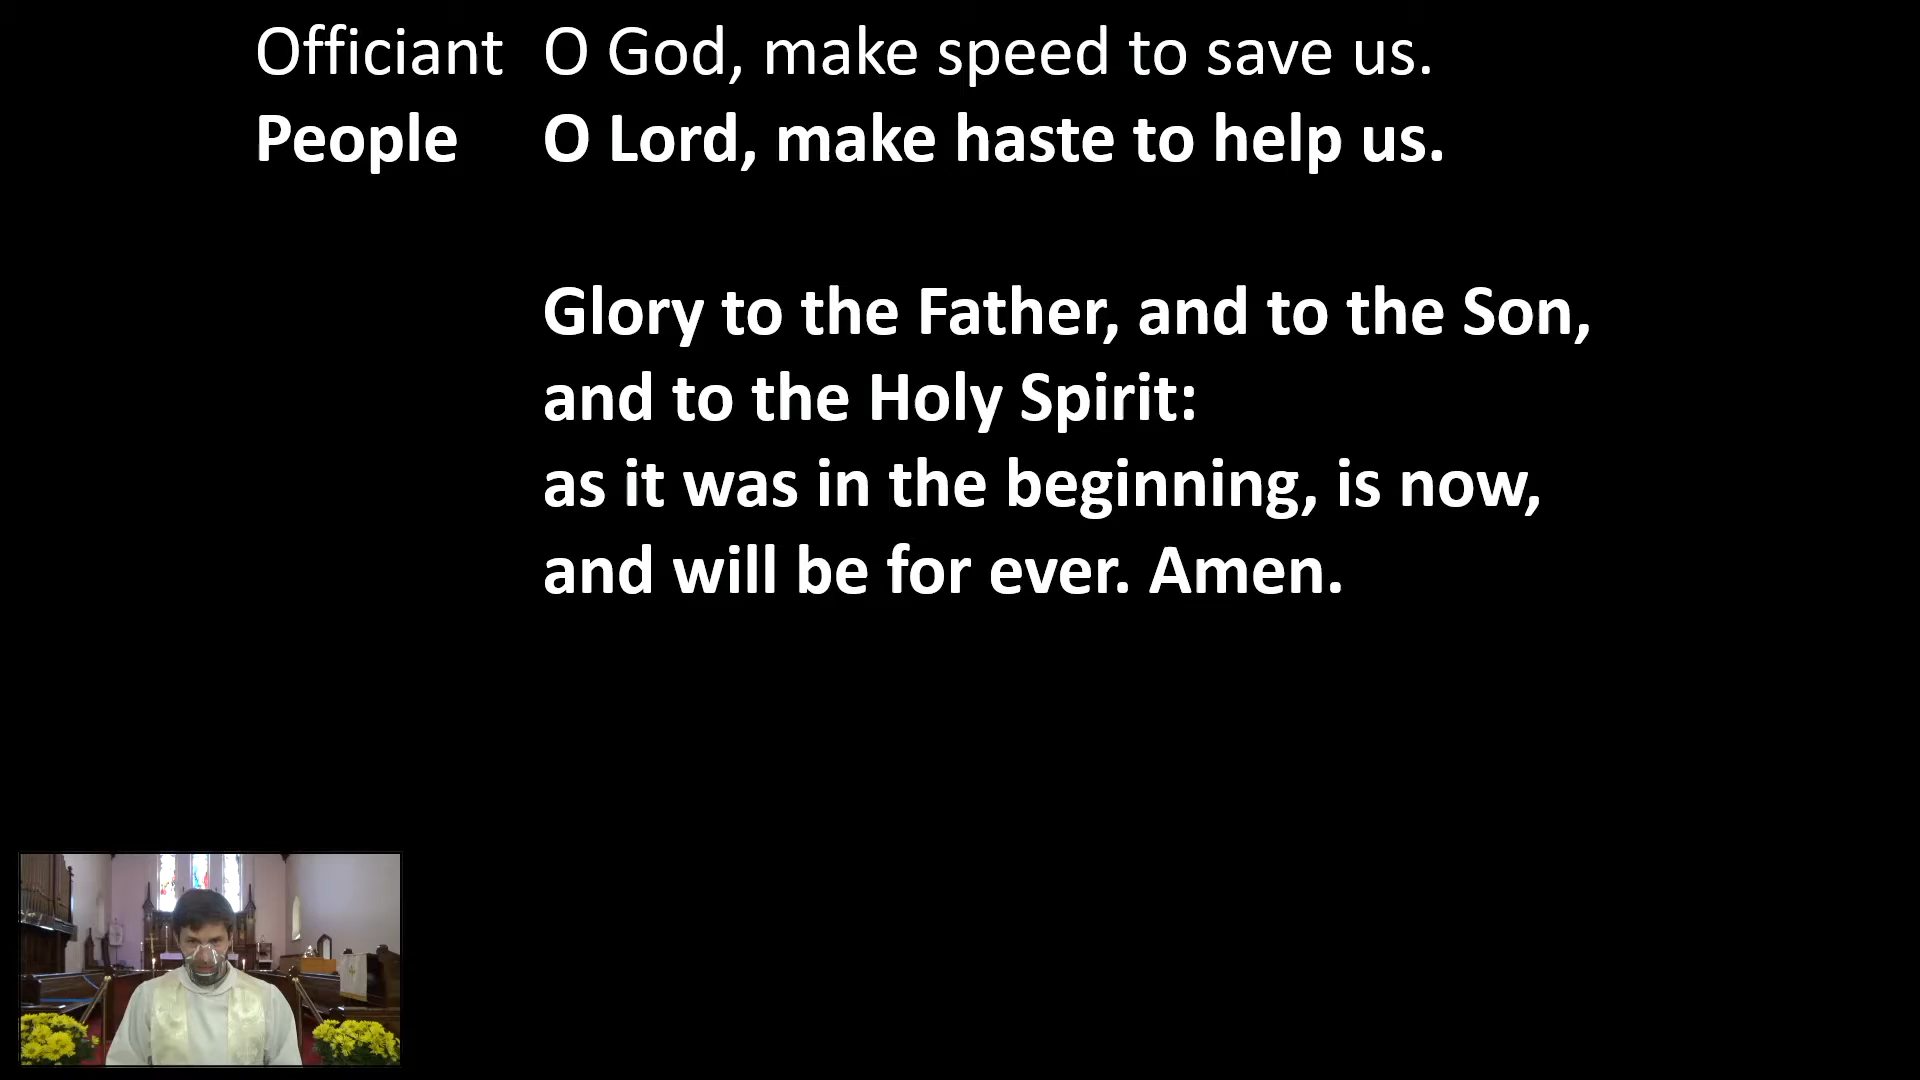 Officiant O God, make speed to save us.
People O Lord, make haste to help us.
Glory to the Father, and to the Son,
and to the Holy Spirit:
as it was in the beginning, is now,
and will be for ever. Amen.